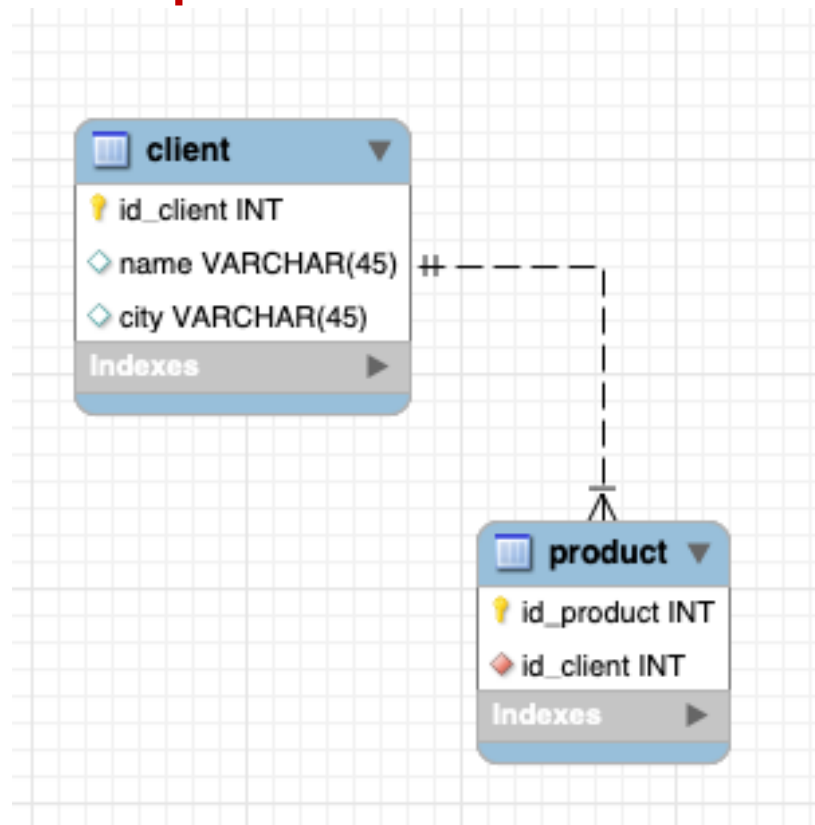 client
id_client INT
name VARCHAR(45)
city VARCHAR(45)
Indexes
product
id_product INT
id_client INT
Indexes